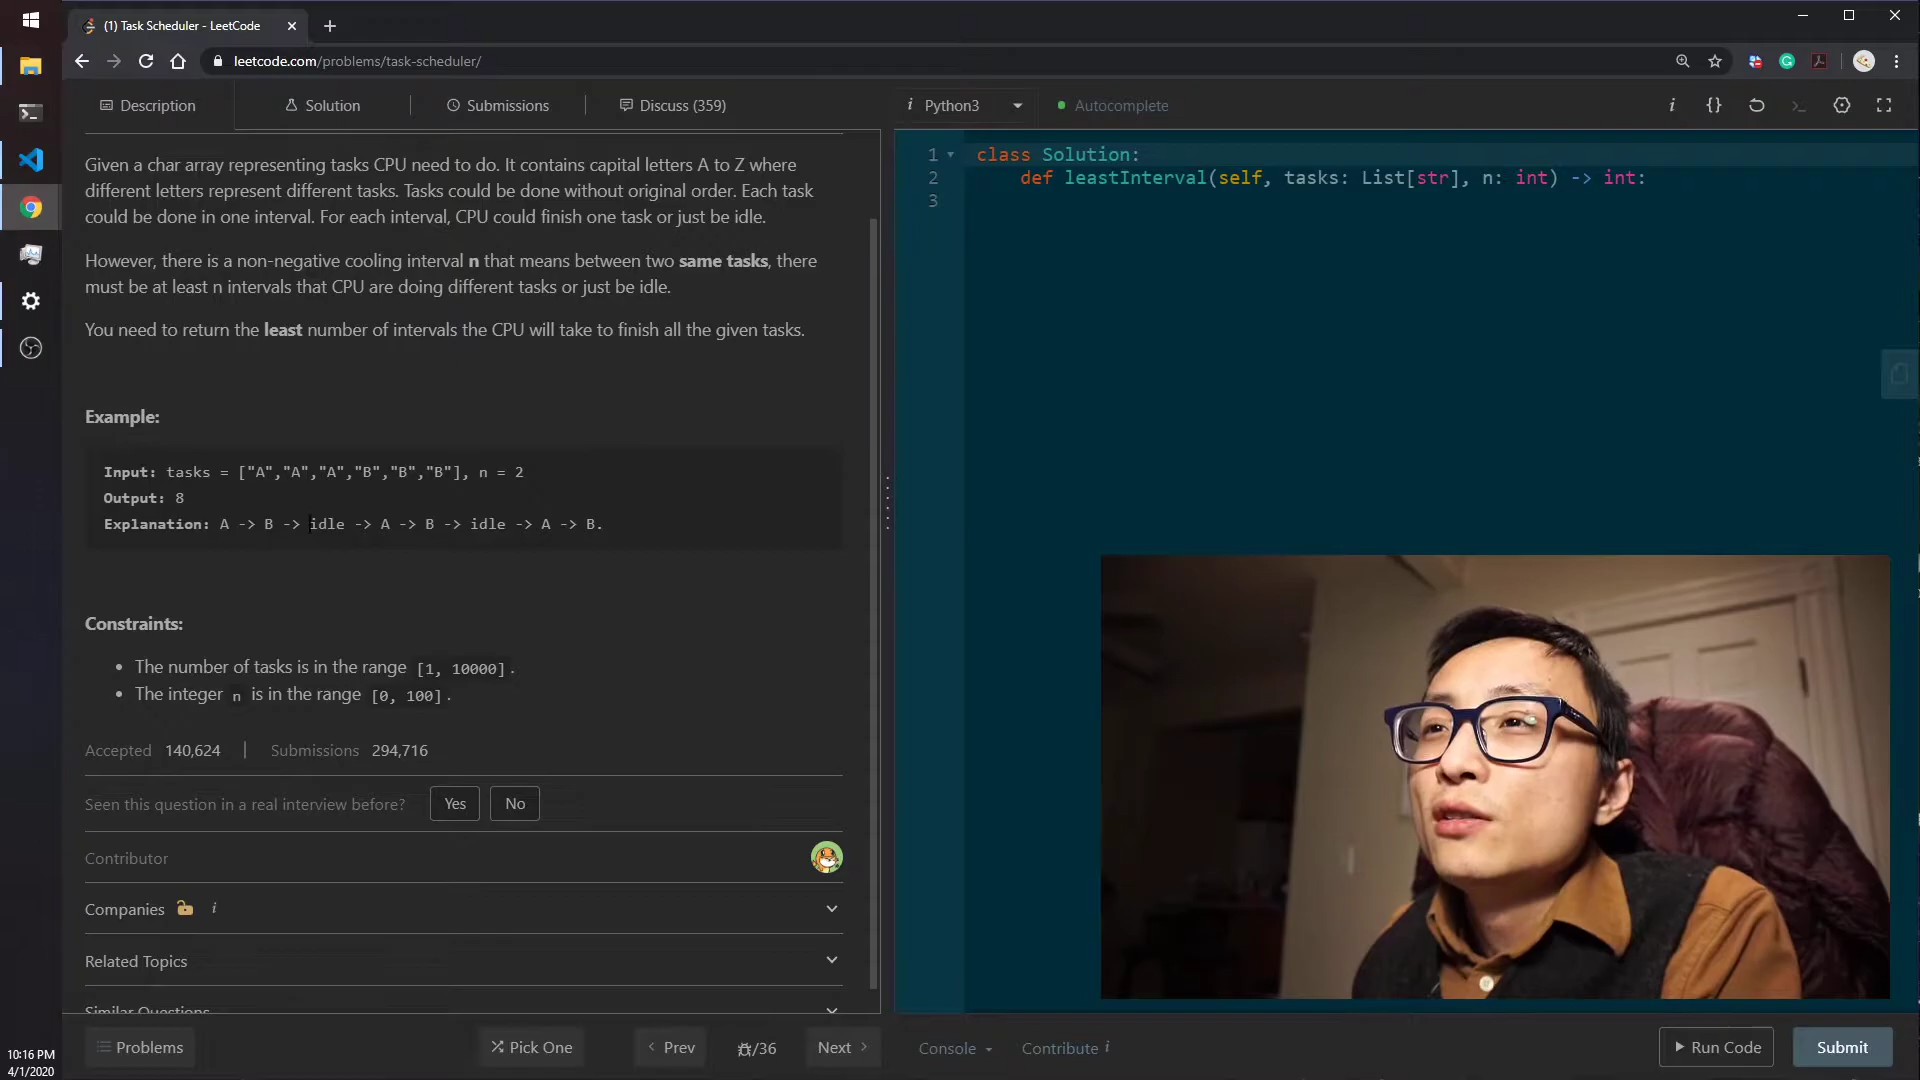 (1) Task Scheduler - LeetCode
leetcode.com/problems/task-scheduler/
Description
Solution
Submissions
Discuss (359)
i Python3
Autocomplete
Given a char array representing tasks CPU need to do. It contains capital letters A to Z where
different letters represent different tasks. Tasks could be done without original order. Each task
could be done in one interval. For each interval, CPU could finish one task or just be idle.
However, there is a non-negative cooling interval n that means between two same tasks, there
must be at least n intervals that CPU are doing different tasks or just be idle.
You need to return the least number of intervals the CPU will take to finish all the given tasks.
Example:
Input: tasks = ["A","A","A","B","B","B"], n = 2
Output: 8
Explanation: A -> B -> idle -> A -> B -> idle -> A -> B.
Constraints:
• The number of tasks is in the range [1, 10000].
• The integer n is in the range [0, 100].
Accepted 140,624 | Submissions 294,716
Seen this question in a real interview before? Yes No
Contributor
Companies i
Related Topics
Similar Questions
Problems
Pick One
< Prev
/36
Next >
1 class Solution:
2 def leastInterval(self, tasks: List[str], n: int) -> int:
3
Console
Contribute i
Run Code
Submit
10:16 PM
4/1/2020